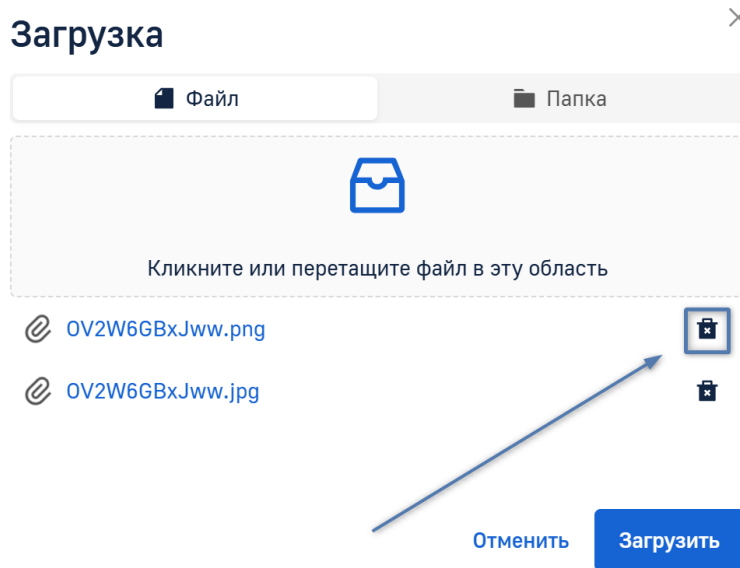 Загрузка
Файл
Папка
Кликните или перетащите файл в эту область
OV2W6GBxJww.png
OV2W6GBxJww.jpg
Отменить
Загрузить